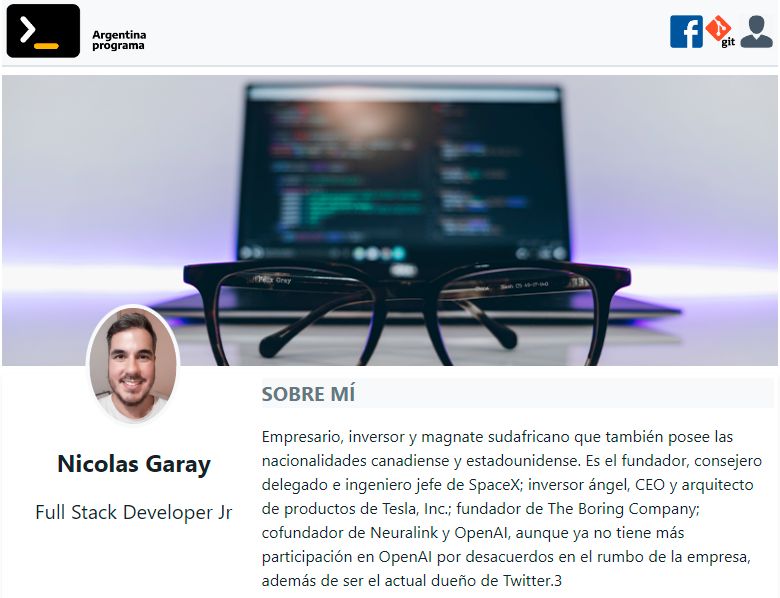 Argentina
programa
git
SOBRE MÍ
Empresario, inversor y magnate sudafricano que también posee las
nacionalidades canadiense y estadounidense. Es el fundador, consejero
delegado e ingeniero jefe de SpaceX; inversor ángel, CEO y arquitecto
de productos de Tesla, Inc.; fundador de The Boring Company;
cofundador de Neuralink y OpenAI, aunque ya no tiene más
participación en OpenAI por desacuerdos en el rumbo de la empresa,
además de ser el actual dueño de Twitter.3
Nicolas Garay
Full Stack Developer Jr